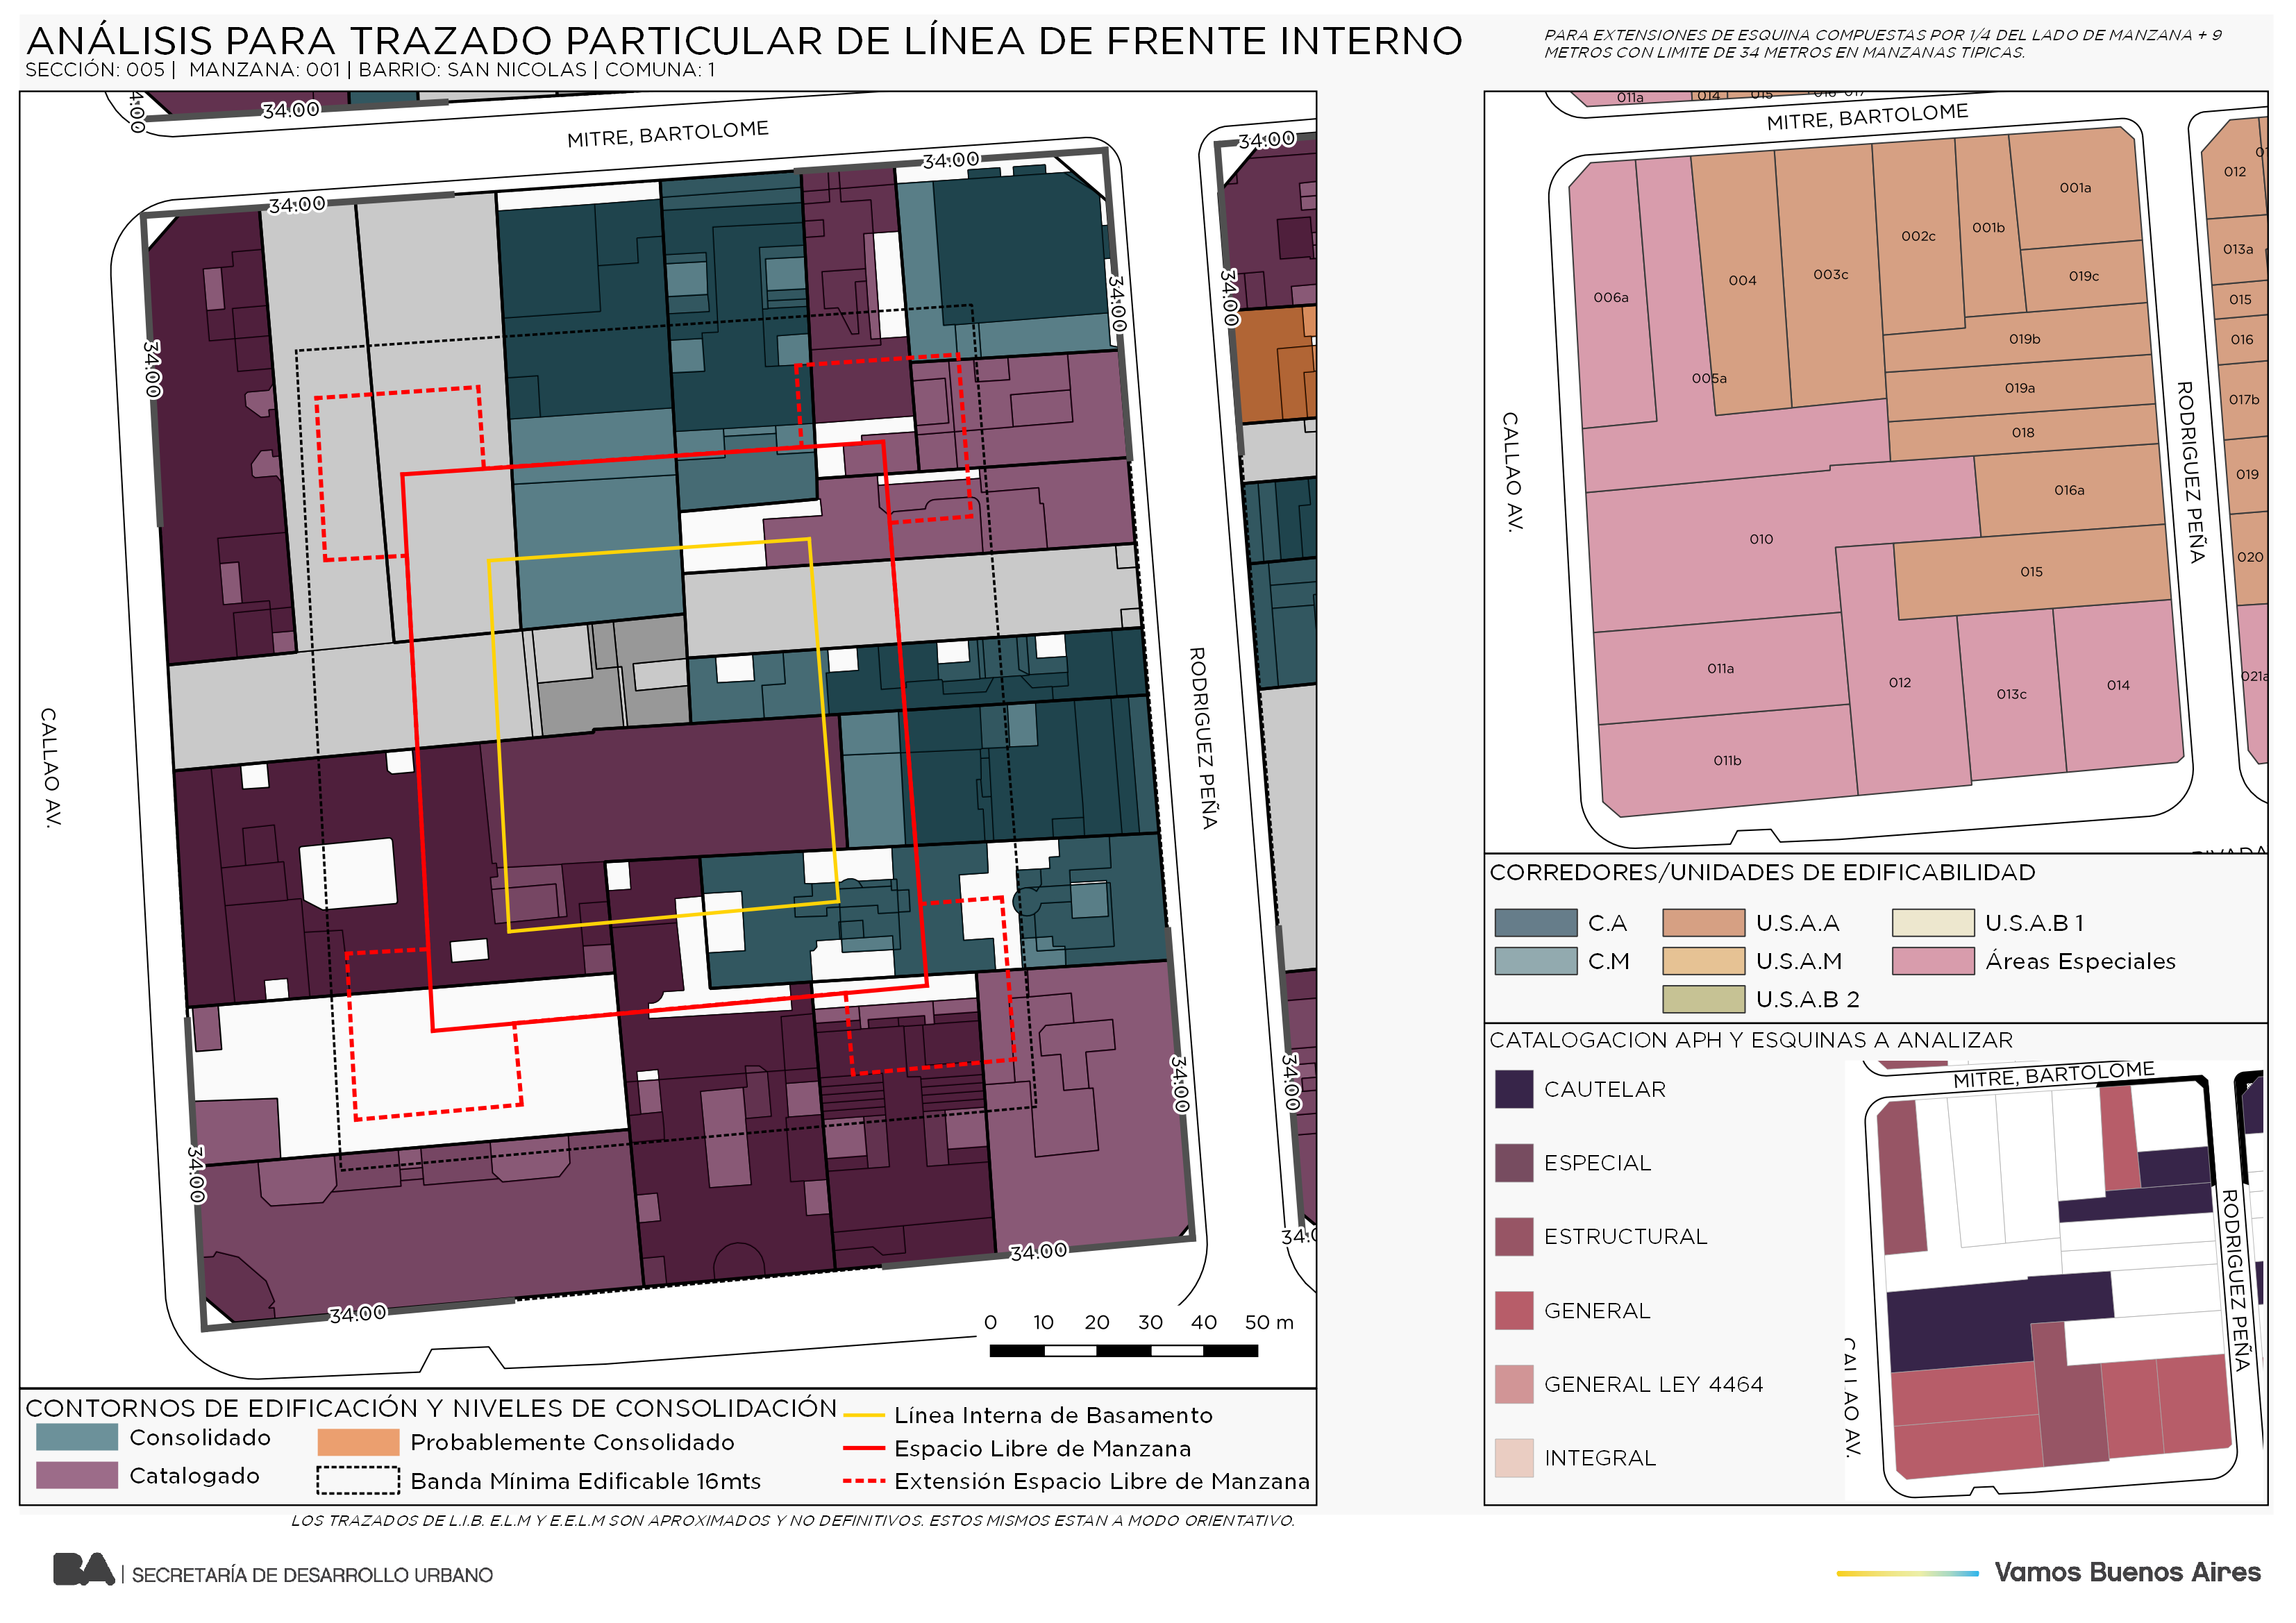 ANÁLISIS PARA TRAZADO PARTICULAR DE LÍNEA DE FRENTE INTERNO
SECCIÓN: 005 | MANZANA: 001 | BARRIO: SAN NICOLAS | COMUNA: 1
PARA EXTENSIONES DE ESQUINA COMPUESTAS POR 1/4 DEL LADO DE MANZANA + 9
METROS CON LIMITE DE 34 METROS EN MANZANAS TIPICAS.
34.00
MITRE, BARTOLOME
34.00
34.00
34.00
34.00
34.00
34.00
CALLAO AV.
RODRIGUEZ PEÑA
34.00
34.00
34.00
34.00
34.00
0 10 20 30 40 50 m
CONTORNOS DE EDIFICACIÓN Y NIVELES DE CONSOLIDACIÓN
Consolidado
Catalogado
Probablemente Consolidado
Banda Mínima Edificable 16mts
Línea Interna de Basamento
Espacio Libre de Manzana
Extensión Espacio Libre de Manzana
LOS TRAZADOS DE L.I.B. E.L.M Y E.E.L.M SON APROXIMADOS Y NO DEFINITIVOS. ESTOS MISMOS ESTAN A MODO ORIENTATIVO.
011a
014
015
MITRE, BARTOLOME
006a
005a
004
003c
002c
001b
001a
019c
019b
019a
018
016a
010
015
011a
012
013c
014
011b
012
013a
015
016
017b
019
020
021a
CALLAO AV.
RODRIGUEZ PEÑA
CORREDORES/UNIDADES DE EDIFICABILIDAD
C.A
C.M
U.S.A.A
U.S.A.M
U.S.A.B 2
U.S.A.B 1
Áreas Especiales
CATALOGACION APH Y ESQUINAS A ANALIZAR
CAUTELAR
ESPECIAL
ESTRUCTURAL
GENERAL
GENERAL LEY 4464
INTEGRAL
MITRE, BARTOLOME
RODRIGUEZ PEÑA
CALLAO AV.
BA | SECRETARÍA DE DESARROLLO URBANO
Vamos Buenos Aires